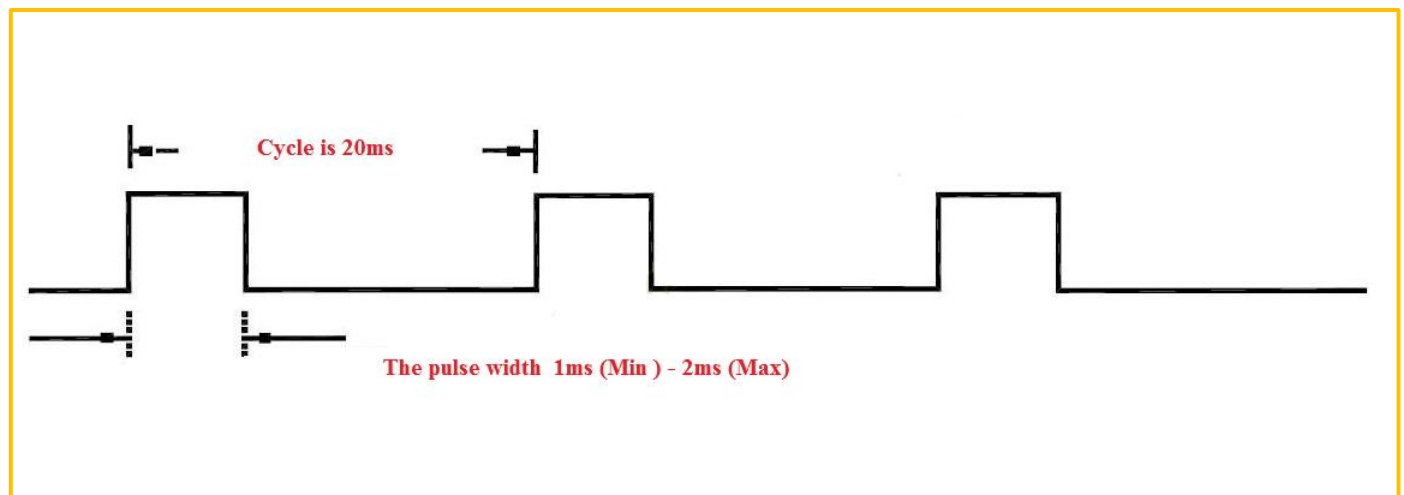 Cycle is 20ms
The pulse width 1ms (Min ) - 2ms (Max)